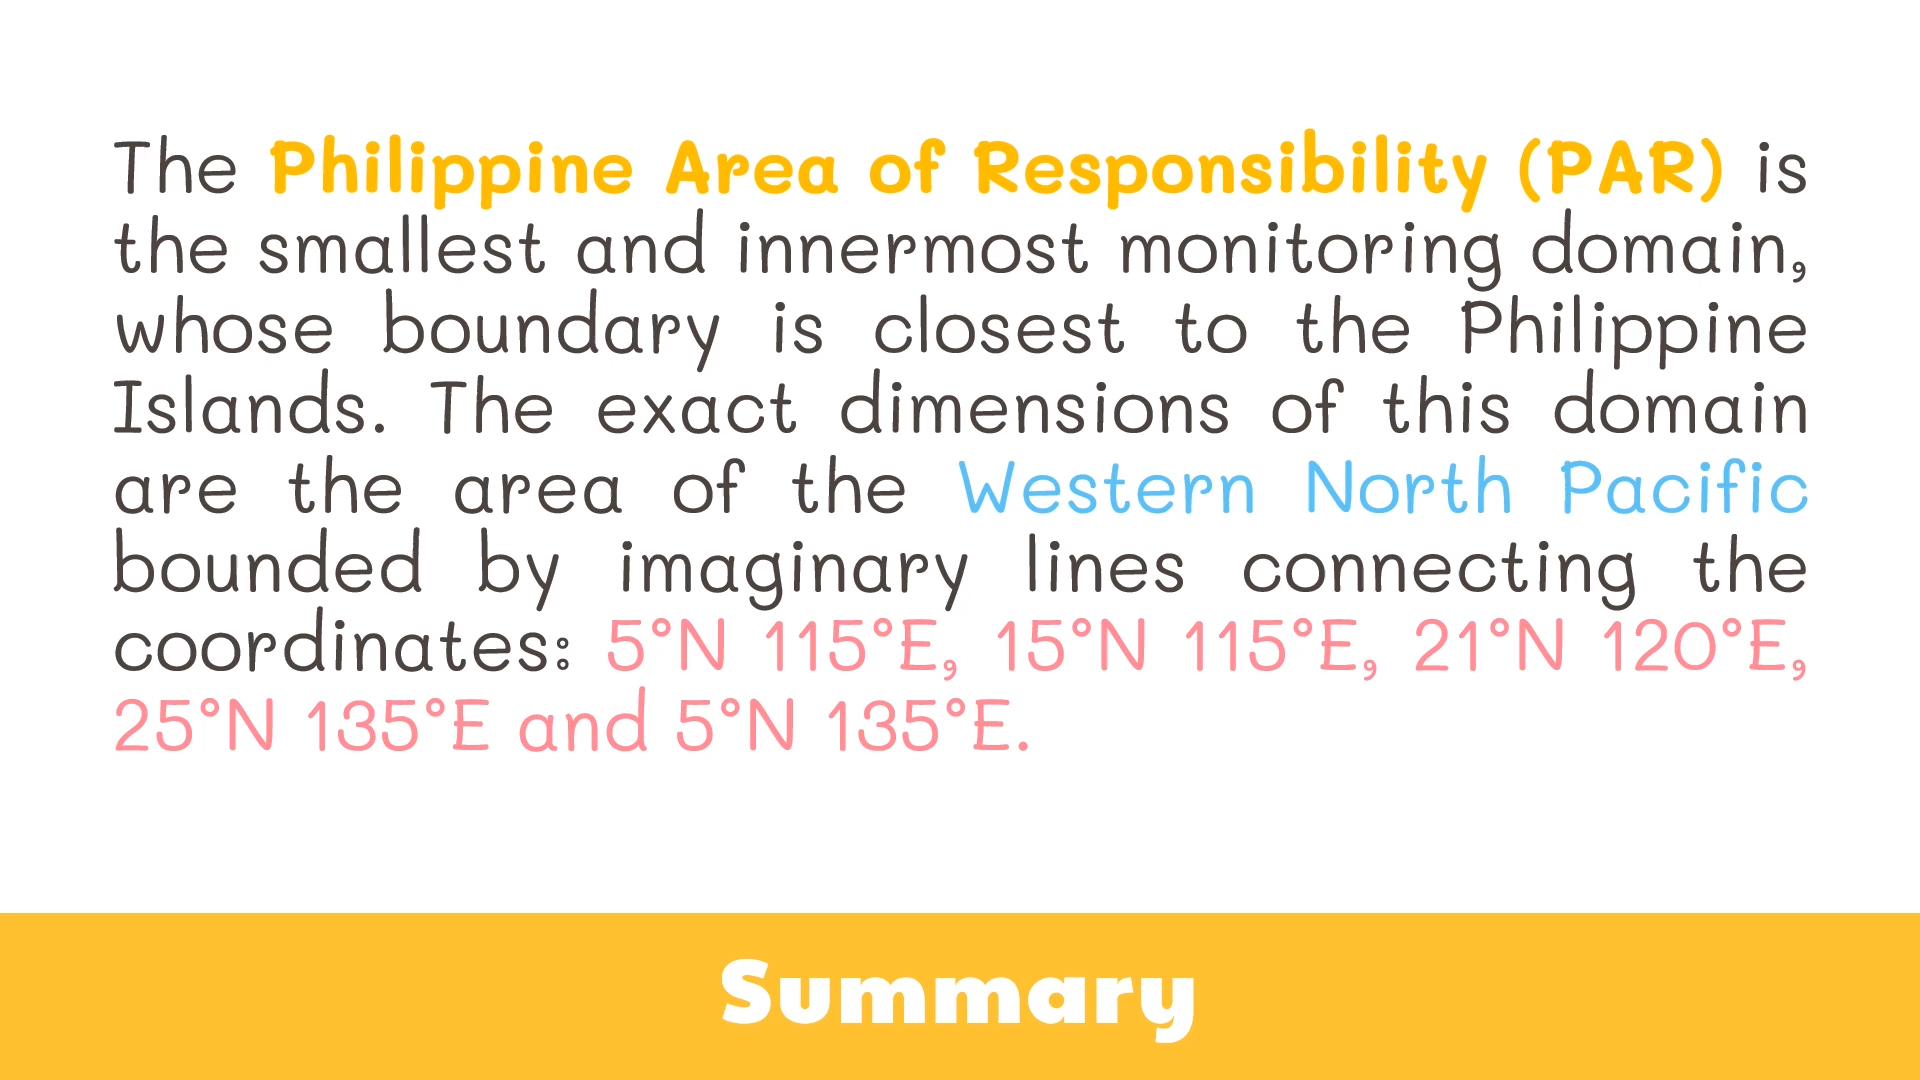 The Philippine Area of Responsibility (PAR) is
the smallest and innermost monitoring domain,
whose boundary is closest to the Philippine
Islands. The exact dimensions of this domain
are the area of the Western North Pacific
bounded by imaginary lines connecting the
coordinates: 5°N 115°E, 15°N 115°E, 21°N 120°E,
25°N 135°E and 5°N 135°E.
Summary